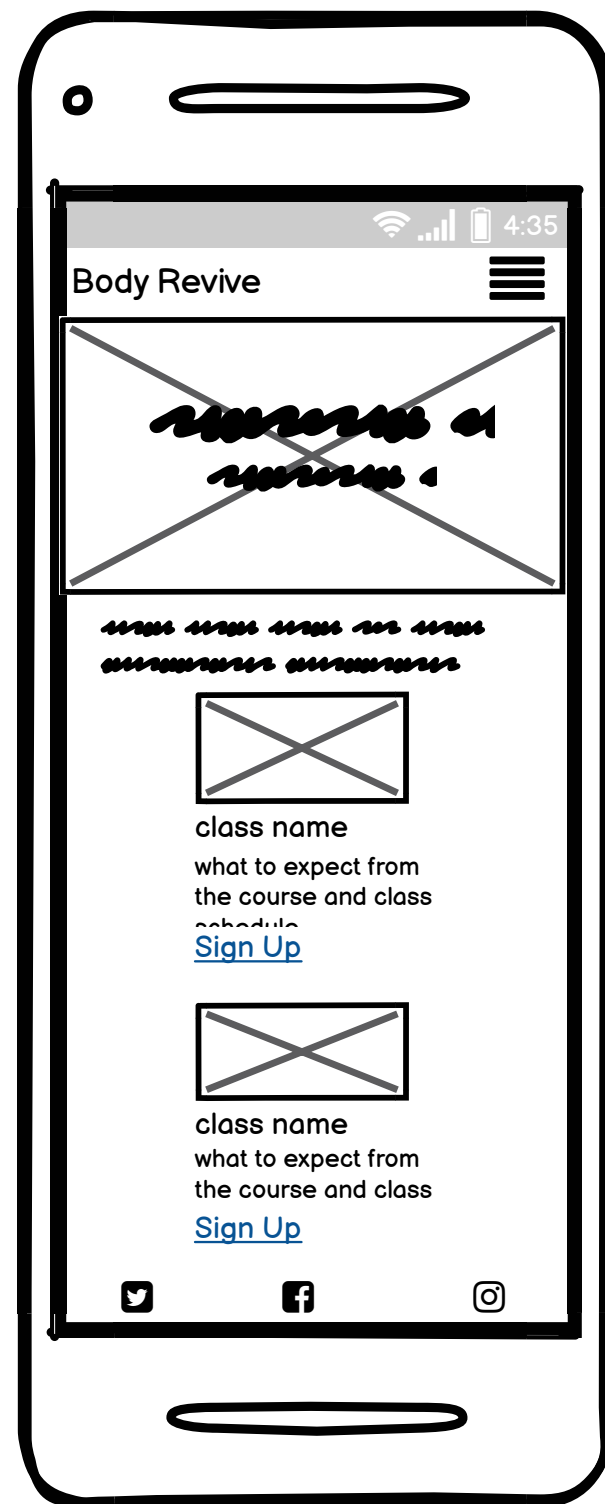 4:35
Body Revive
class name
what to expect from
the course and class
schedule
Sign Up
class name
what to expect from
the course and class
Sign Up